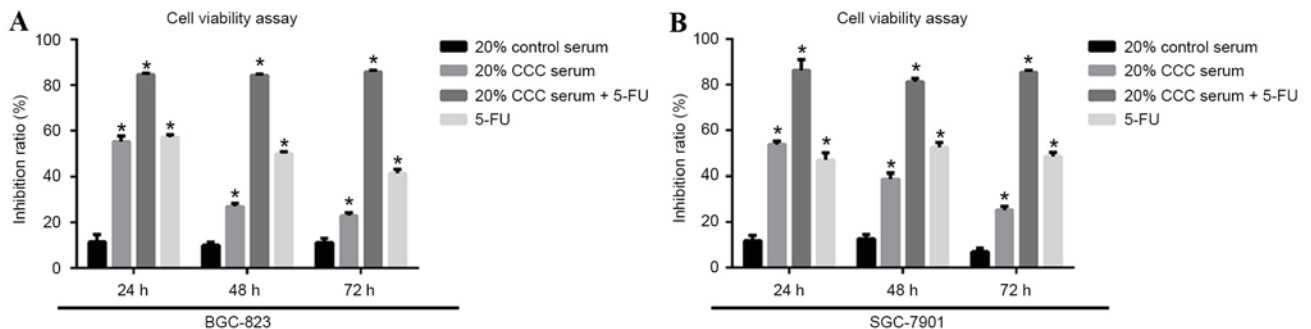 A
Cell viability assay
Inhibition ratio (%)
100
80
60
40
20
0
* * *
* * *
* * *
24 h 48 h 72 h
BGC-823
20% control serum
20% CCC serum
20% CCC serum + 5-FU
5-FU
B
Cell viability assay
Inhibition ratio (%)
100
80
60
40
20
0
* * *
* * *
* * *
24 h 48 h 72 h
SGC-7901
20% control serum
20% CCC serum
20% CCC serum + 5-FU
5-FU